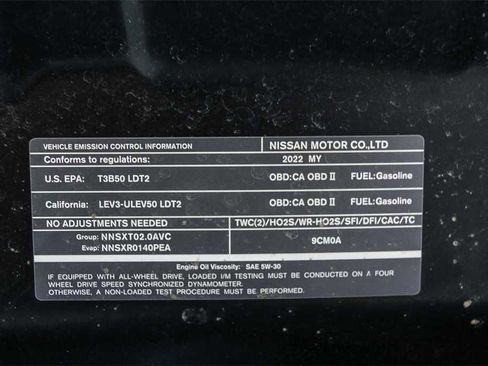 VEHICLE EMISSION CONTROL INFORMATION NISSAN MOTOR CO.,LTD
Conforms to regulations: 2022 MY
U.S. EPA: T3B50 LDT2 OBD:CA OBD II FUEL:Gasoline
California: LEV3-ULEV50 LDT2 OBD:CA OBD II FUEL:Gasoline
NO ADJUSTMENTS NEEDED TWC(2)/HO2S/WR-HO2S/SFI/DFI/CAC/TC
Group: NNSXT02.0AVC 9CM0A
Evap: NNSXR0140PEA
Engine Oil Viscosity: SAE 5W-30
IF EQUIPPED WITH ALL-WHEEL DRIVE, LOADED I/M TESTING MUST BE CONDUCTED ON A FOUR
WHEEL DRIVE SPEED SYNCHRONIZED DYNAMOMETER.
OTHERWISE, A NON-LOADED TEST PROCEDURE MUST BE PERFORMED.